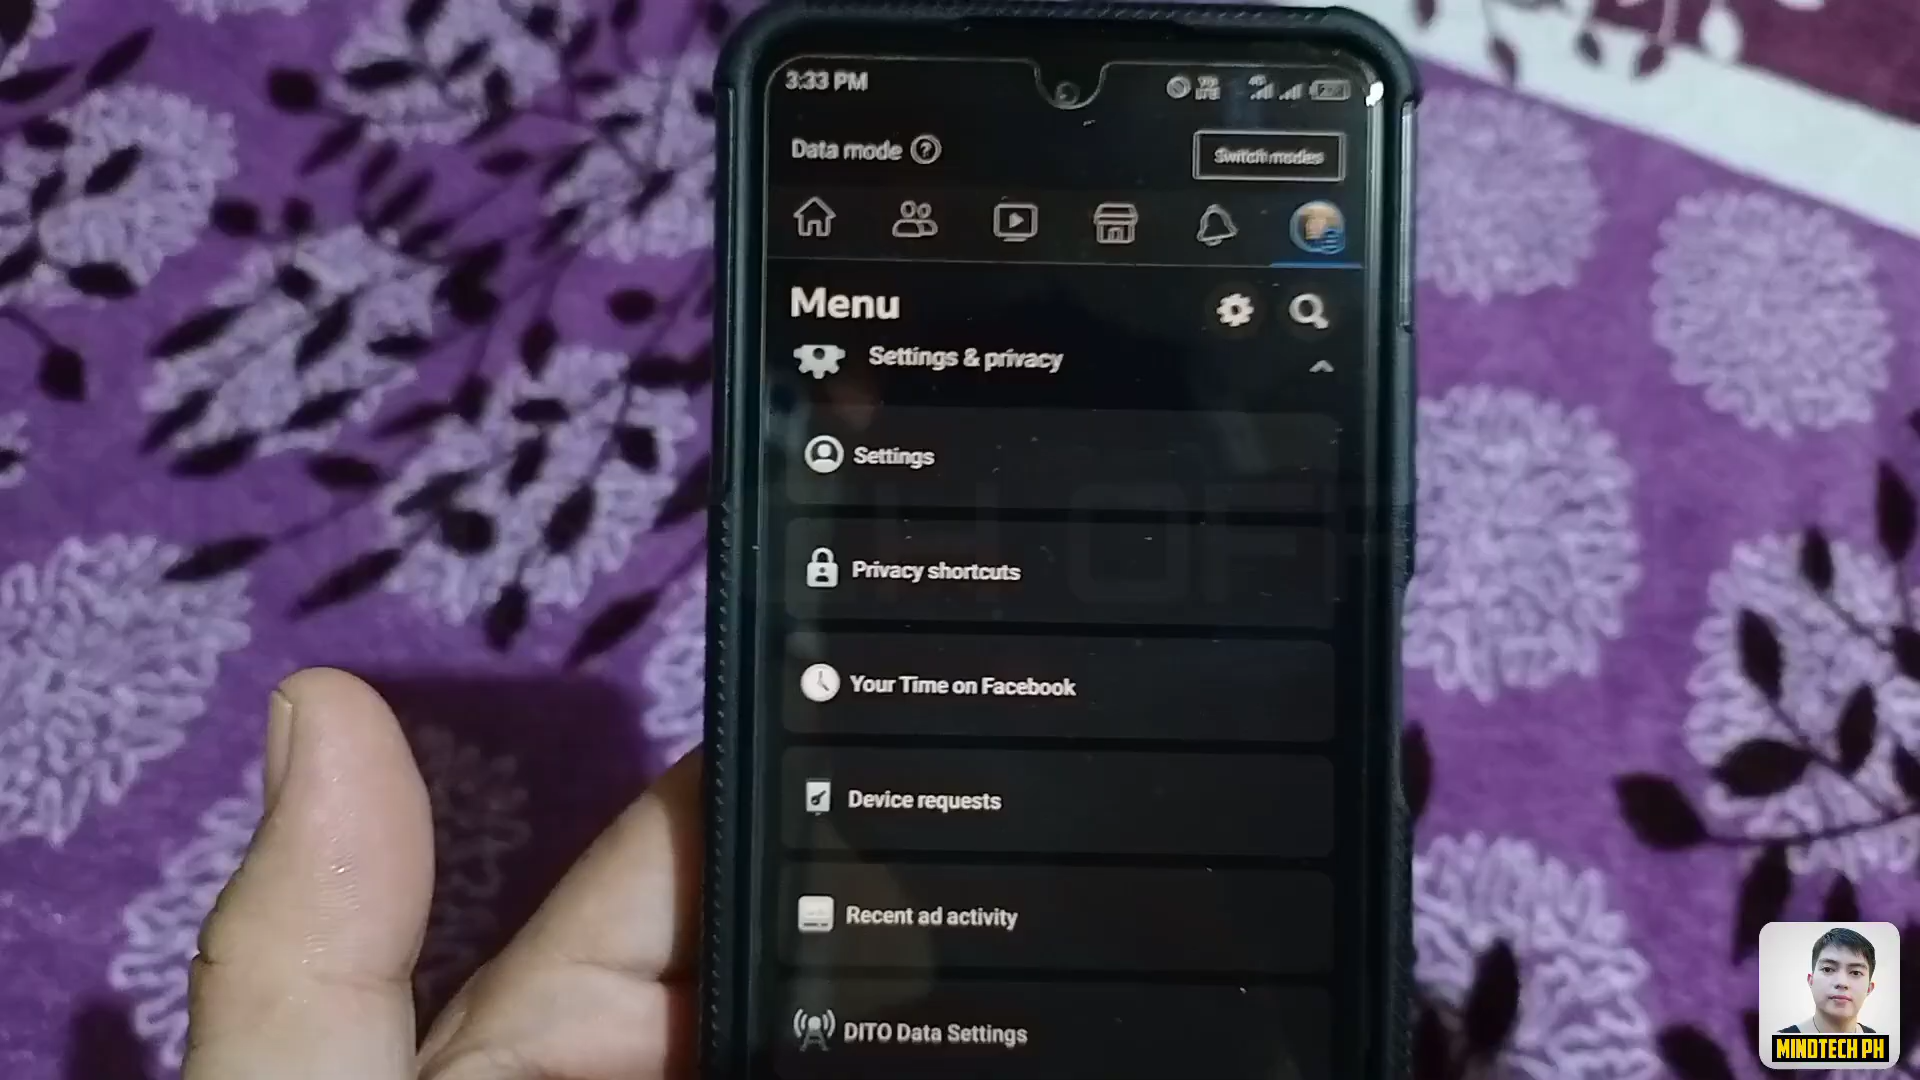 3:33 PM
Data mode
Switch modes
Menu
Settings & privacy
Settings
Privacy shortcuts
Your Time on Facebook
Device requests
Recent ad activity
DITO Data Settings
MINDTECH PH